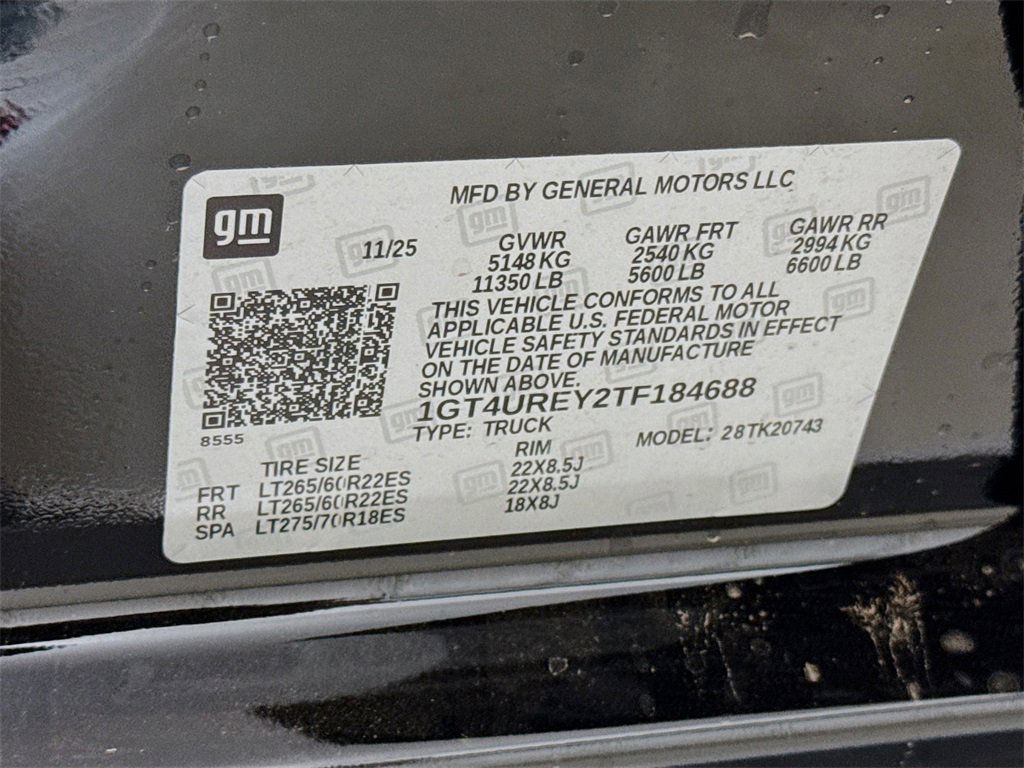 gm
MFD BY GENERAL MOTORS LLC
11/25
GVWR
5148 KG
11350 LB
GAWR FRT
2540 KG
5600 LB
GAWR RR
2994 KG
6600 LB
THIS VEHICLE CONFORMS TO ALL
APPLICABLE U.S. FEDERAL MOTOR
VEHICLE SAFETY STANDARDS IN EFFECT
ON THE DATE OF MANUFACTURE
SHOWN ABOVE.
1GT4UREY2TF184688
8555
TYPE: TRUCK
MODEL: 28TK20743
TIRE SIZE RIM
FRT LT265/60R22ES 22X8.5J
RR LT265/60R22ES 22X8.5J
SPA LT275/70R18ES 18X8J